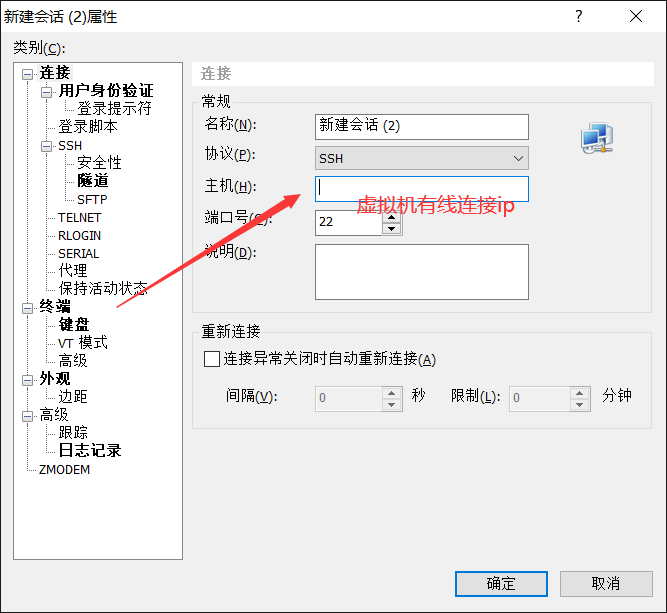 新建会话 (2)属性
?
类别(C):
连接
用户身份验证
登录提示符
登录脚本
SSH
安全性
隧道
SFTP
TELNET
RLOGIN
SERIAL
代理
保持活动状态
终端
键盘
VT 模式
高级
外观
边距
高级
跟踪
日志记录
ZMODEM
连接
常规
名称(N):
新建会话 (2)
协议(P):
SSH
主机(H):
虚拟机有线连接ip
端口号(O):
22
说明(D):
重新连接
连接异常关闭时自动重新连接(A)
间隔(V):
0
秒
限制(L):
0
分钟
确定
取消